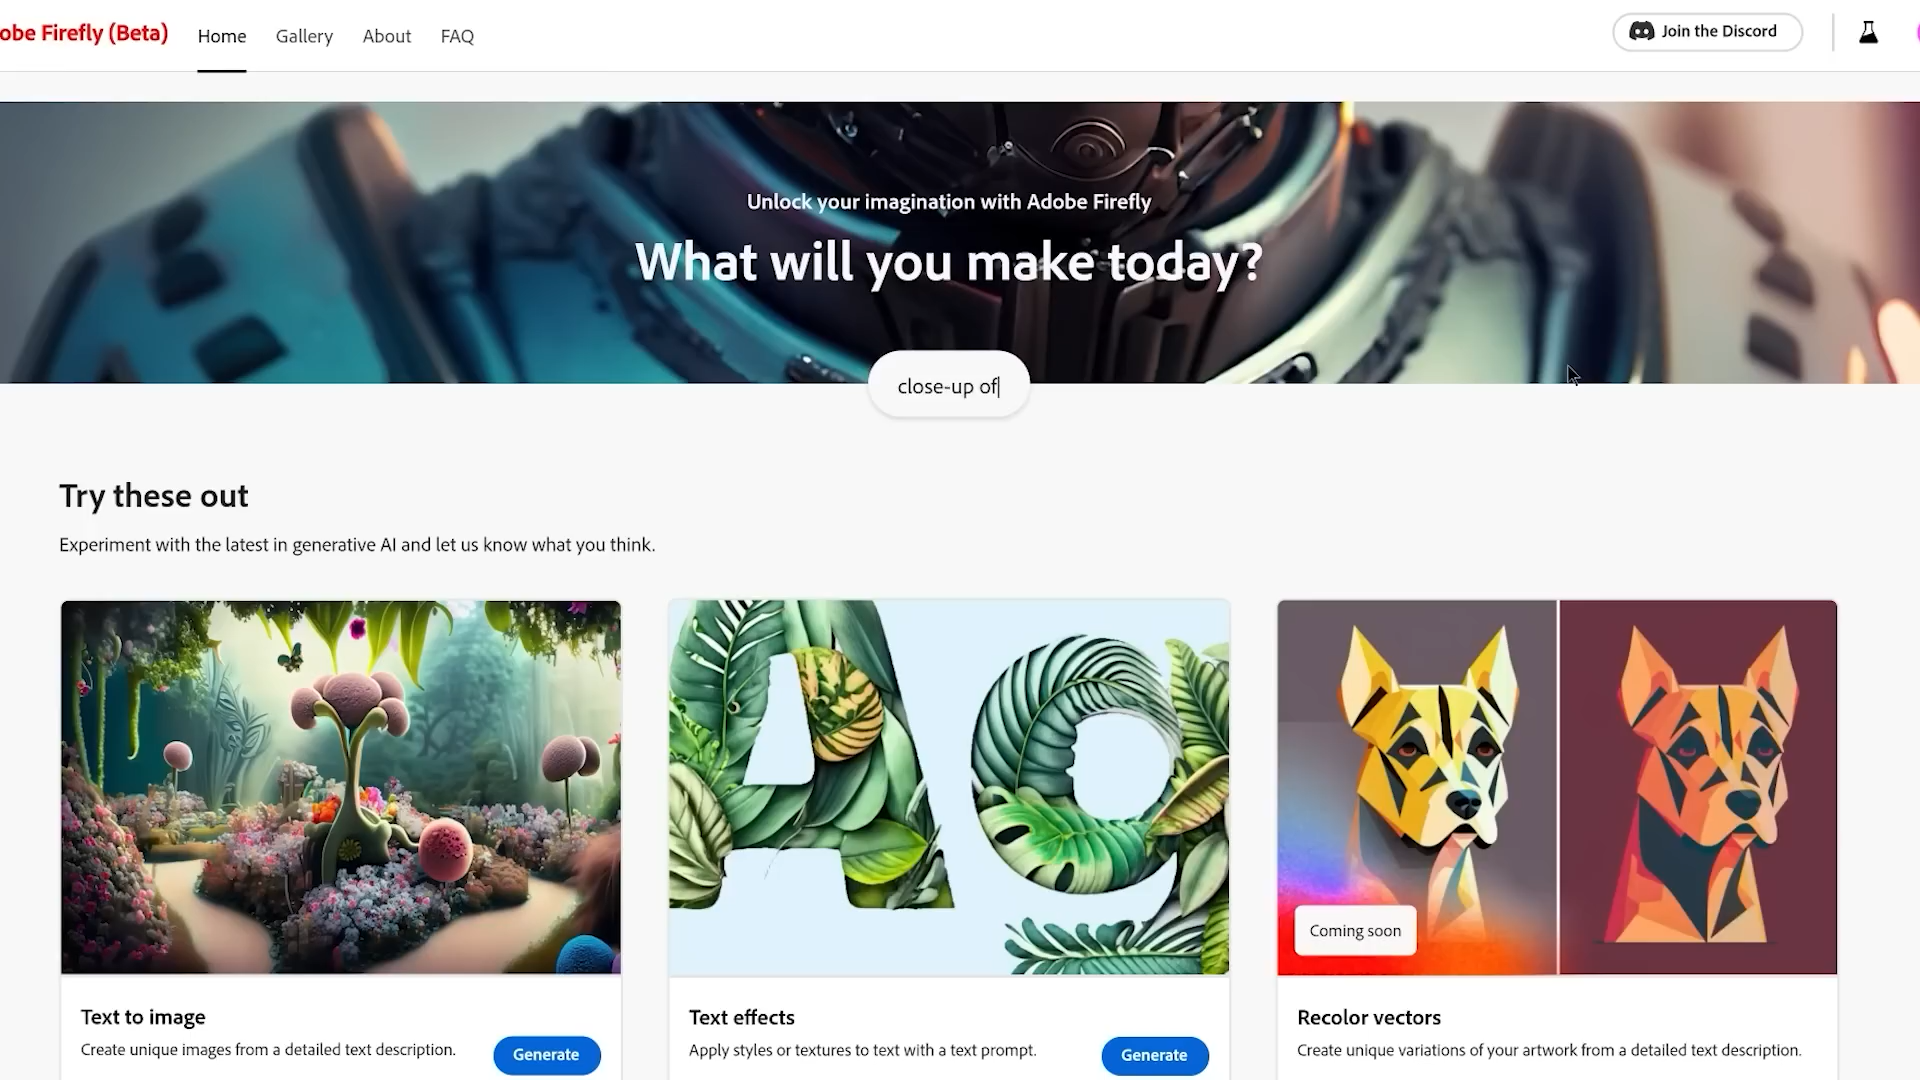 obe Firefly (Beta)
Home
Gallery
About
FAQ
Join the Discord
Unlock your imagination with Adobe Firefly
What will you make today?
close-up of
Try these out
Experiment with the latest in generative AI and let us know what you think.
Coming soon
Text to image
Create unique images from a detailed text description.
Generate
Text effects
Apply styles or textures to text with a text prompt.
Generate
Recolor vectors
Create unique variations of your artwork from a detailed text description.